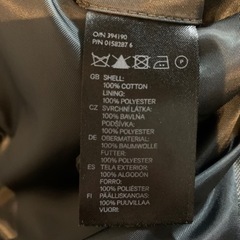 O/N 394190
P/N 0158287 6
GB SHELL:
100% COTTON
LINING:
100% POLYESTER
CZ SVRCHNÍ LÁTKA:
100% BAVLNA
PODŠÍVKA:
100% POLYESTER
DE OBERMATERIAL:
100% BAUMWOLLE
FUTTER:
100% POLYESTER
ES TELA EXTERIOR:
100% ALGODÓN
FORRO:
100% POLIÉSTER
FI PÄÄLLISKANGAS:
100% PUUVILLAA
VUORI: